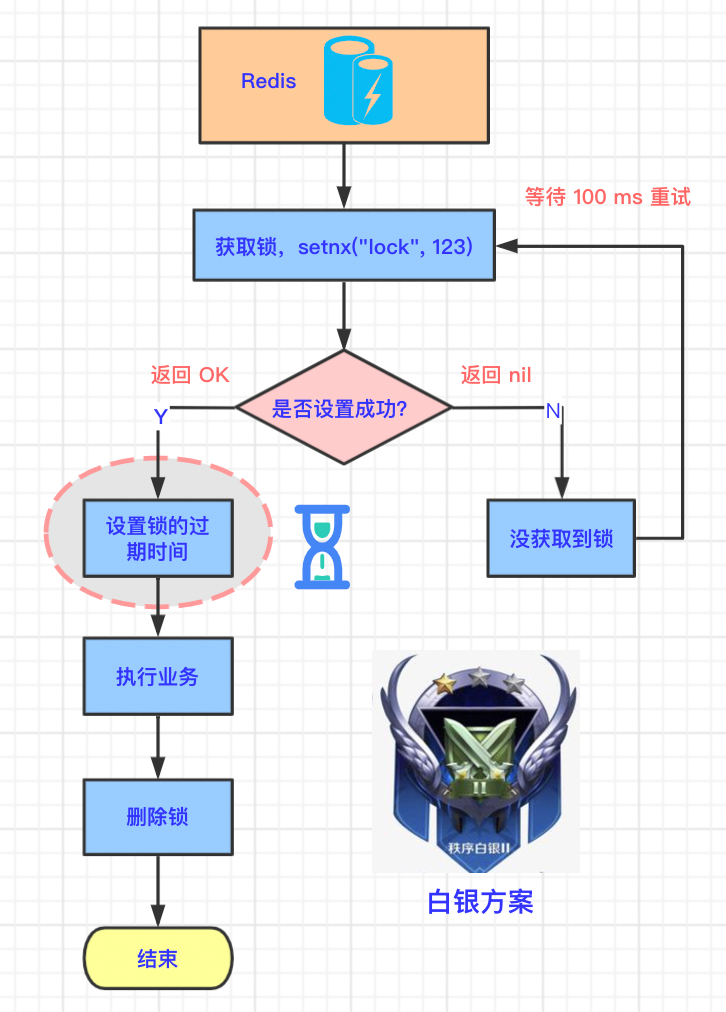 Redis
等待 100 ms 重试
获取锁，setnx("lock", 123)
返回 OK
返回 nil
是否设置成功?
Y
N
设置锁的过
期时间
没获取到锁
执行业务
删除锁
II
秩序白银II
白银方案
结束